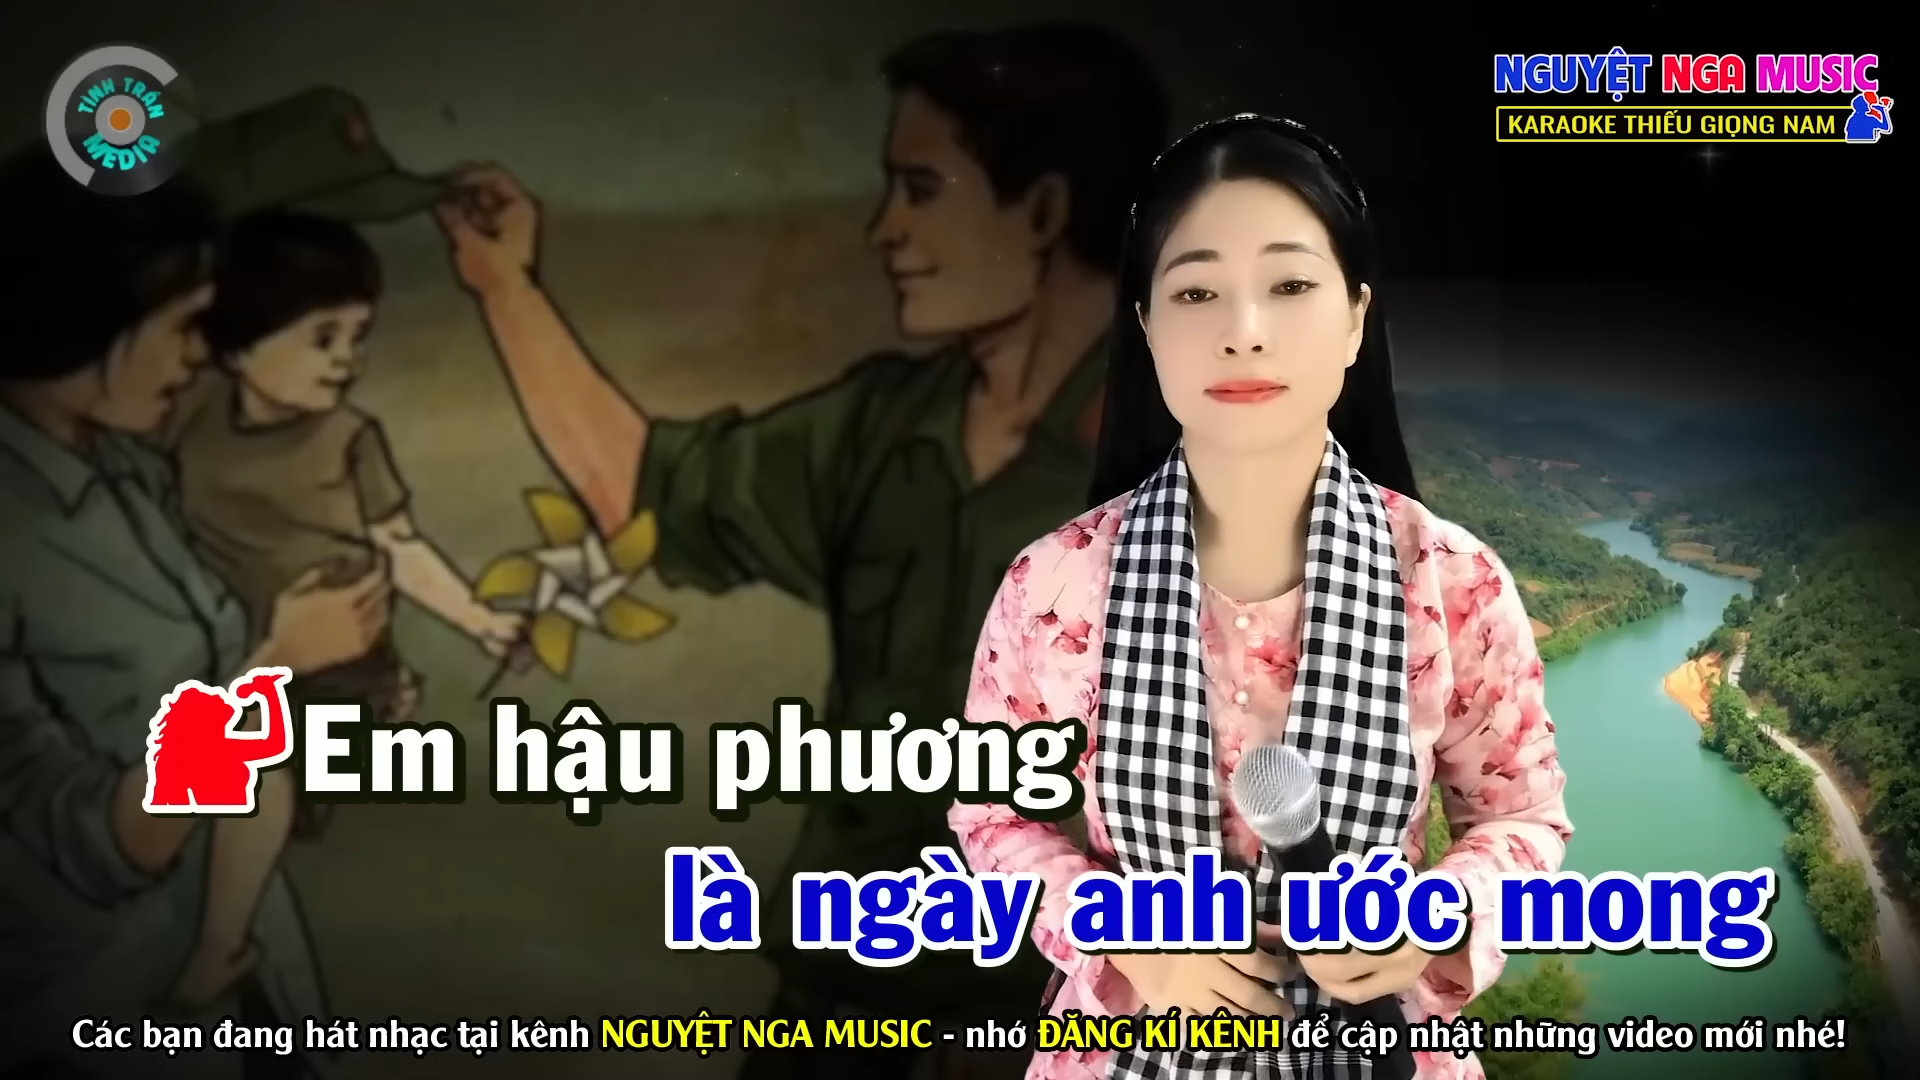 TÌNH TRẦN
MEDIA
NGUYỆT NGA MUSIC
KARAOKE THIẾU GIỌNG NAM
Em hậu phương
là ngày anh ước mong
Các bạn đang hát nhạc tại kênh NGUYỆT NGA MUSIC - nhớ ĐĂNG KÍ KÊNH để cập nhật những video mới nhé!